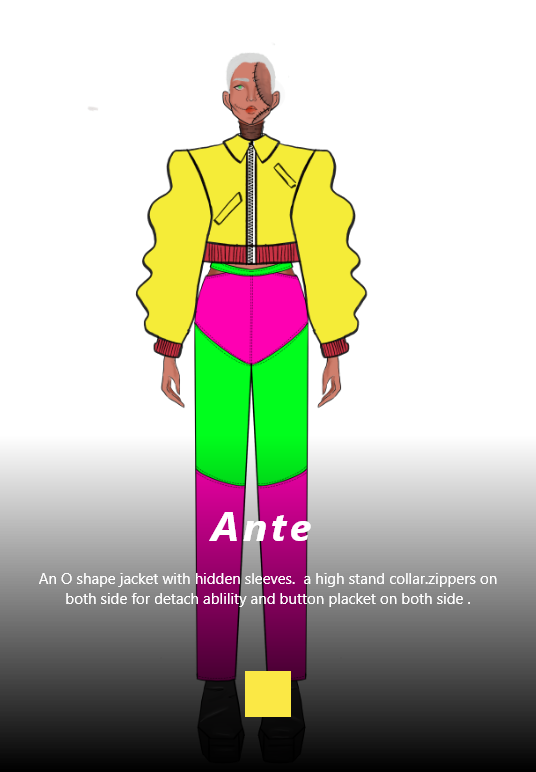 Ante
An O shape jacket with hidden sleeves.  a high stand collar.zippers on
both side for detach ablility and button placket on both side .